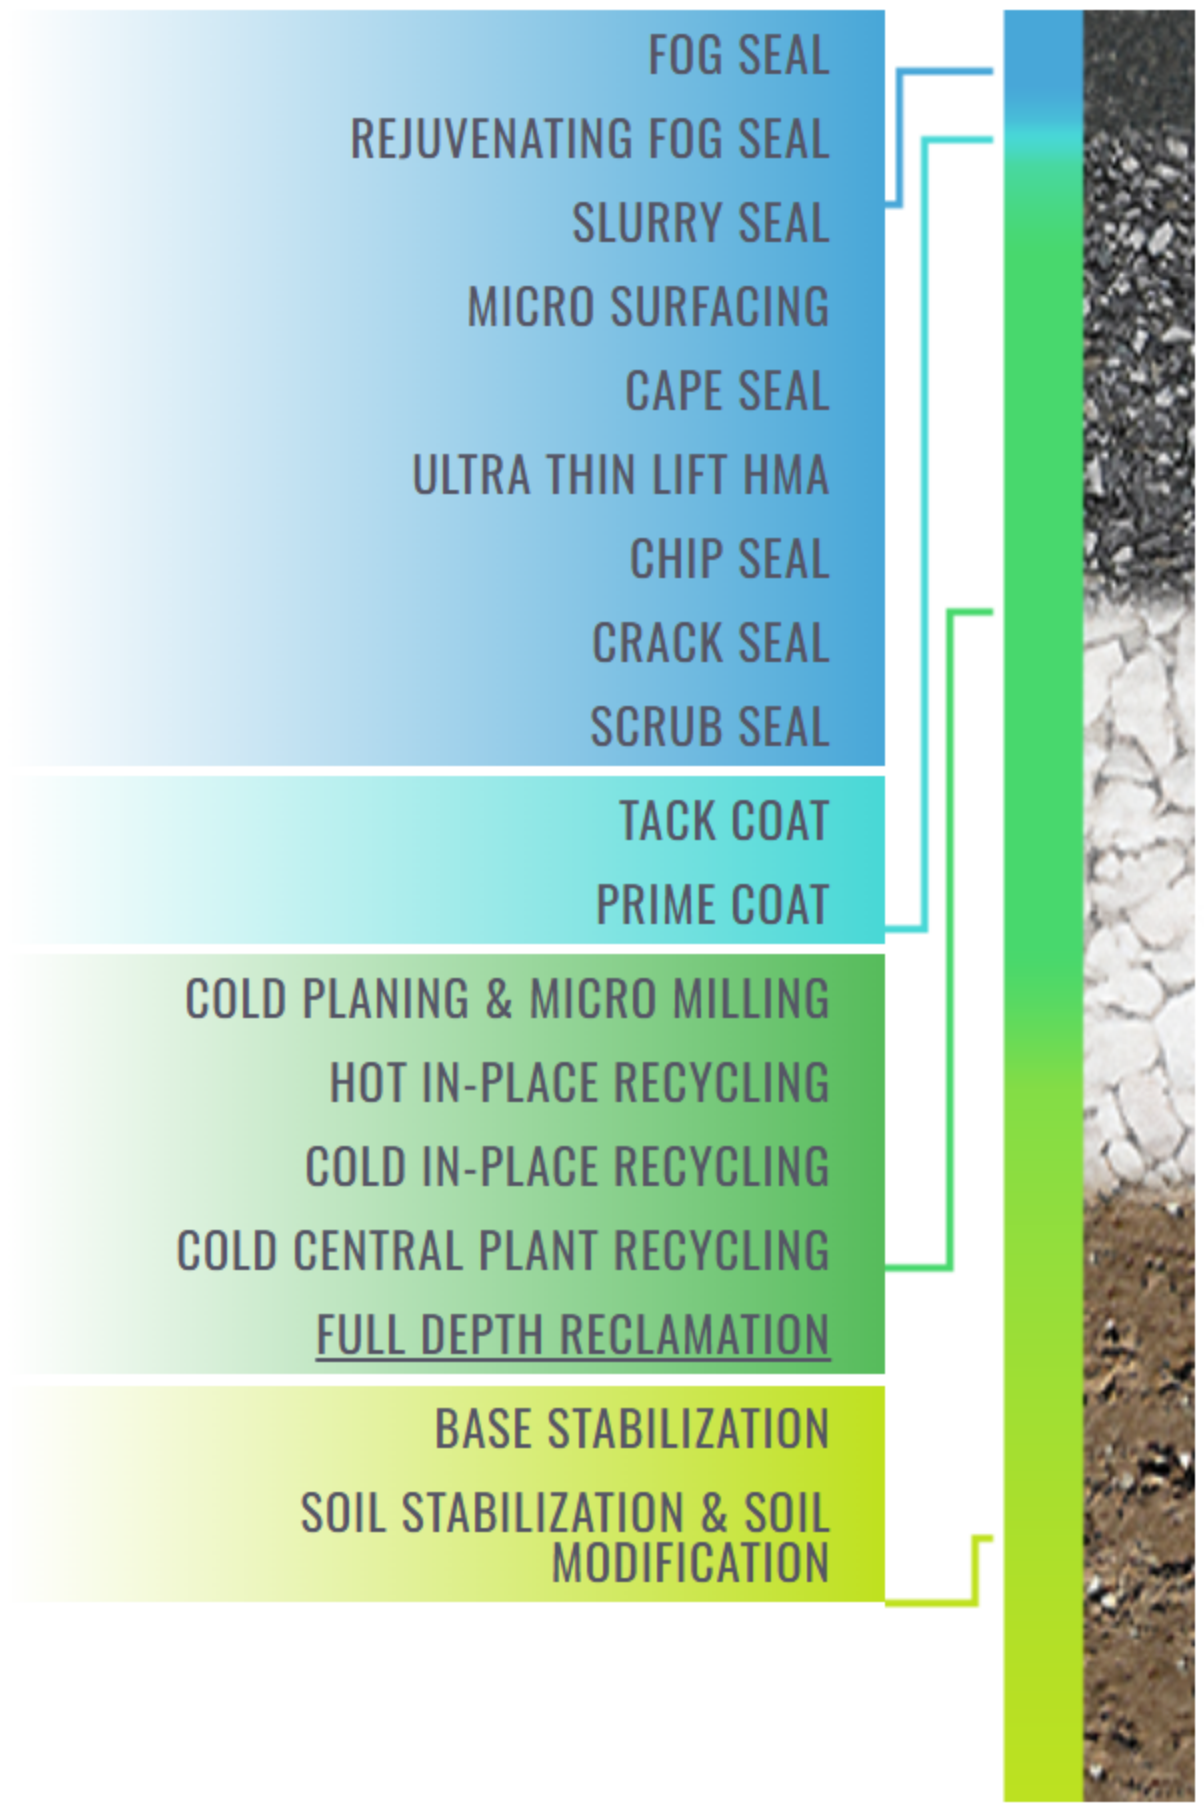 FOG SEAL
REJUVENATING FOG SEAL
SLURRY SEAL
MICRO SURFACING
CAPE SEAL
ULTRA THIN LIFT HMA
CHIP SEAL
CRACK SEAL
SCRUB SEAL
TACK COAT
PRIME COAT
COLD PLANING & MICRO MILLING
HOT IN-PLACE RECYCLING
COLD IN-PLACE RECYCLING
COLD CENTRAL PLANT RECYCLING
FULL DEPTH RECLAMATION
BASE STABILIZATION
SOIL STABILIZATION & SOIL
MODIFICATION